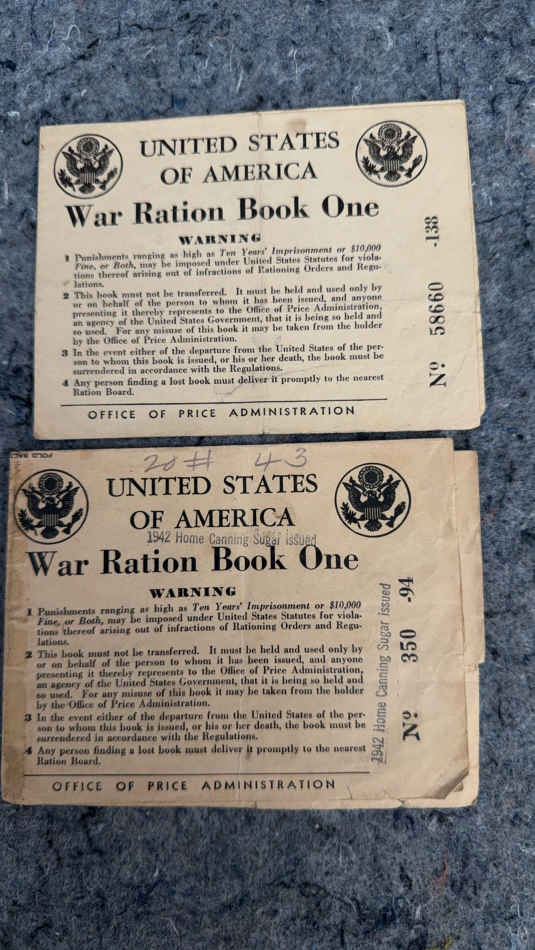 UNITED STATES
OF AMERICA
War Ration Book One
WARNING
1 Punishments ranging as high as Ten Years' Imprisonment or $10,000
Fine, or Both, may be imposed under United States Statutes for viola-
tions thereof arising out of infractions of Rationing Orders and Regu-
lations.
2 This book must not be transferred. It must be held and used only by
or on behalf of the person to whom it has been issued, and anyone
presenting it thereby represents to the Office of Price Administration,
an agency of the United States Government, that it is being so held and
so used. For any misuse of this book it may be taken from the holder
by the Office of Price Administration.
3 In the event either of the departure from the United States of the per-
son to whom this book is issued, or his or her death, the book must be
surrendered in accordance with the Regulations.
4 Any person finding a lost book must deliver it promptly to the nearest
Ration Board.
OFFICE OF PRICE ADMINISTRATION
Nº 58660 -138
FOLD BACK
20# 43
UNITED STATES
OF AMERICA
1942 Home Canning Sugar issued
War Ration Book One
WARNING
1 Punishments ranging as high as Ten Years' Imprisonment or $10,000
Fine, or Both, may be imposed under United States Statutes for viola-
tions thereof arising out of infractions of Rationing Orders and Regu-
lations.
2 This book must not be transferred. It must be held and used only by
or on behalf of the person to whom it has been issued, and anyone
presenting it thereby represents to the Office of Price Administration,
an agency of the United States Government, that it is being so held and
so used. For any misuse of this book it may be taken from the holder
by the Office of Price Administration.
3 In the event either of the departure from the United States of the per-
son to whom this book is issued, or his or her death, the book must be
surrendered in accordance with the Regulations.
4 Any person finding a lost book must deliver it promptly to the nearest
Ration Board.
OFFICE OF PRICE ADMINISTRATION
1942 Home Canning Sugar issued
Nº 350 -94